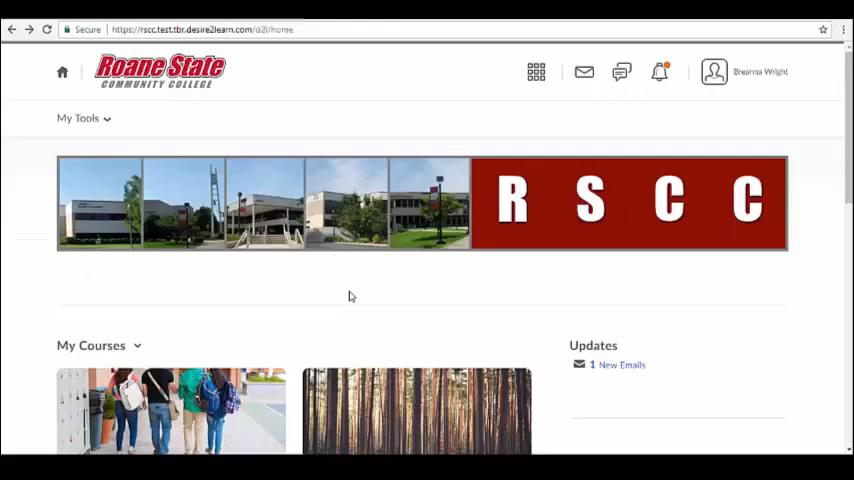 Secure
https://rscc.test.tbr.desire2learn.com/d2l/home
Roane State
COMMUNITY COLLEGE
Breanna Wright
My Tools
R S C C
My Courses
Updates
1 New Emails